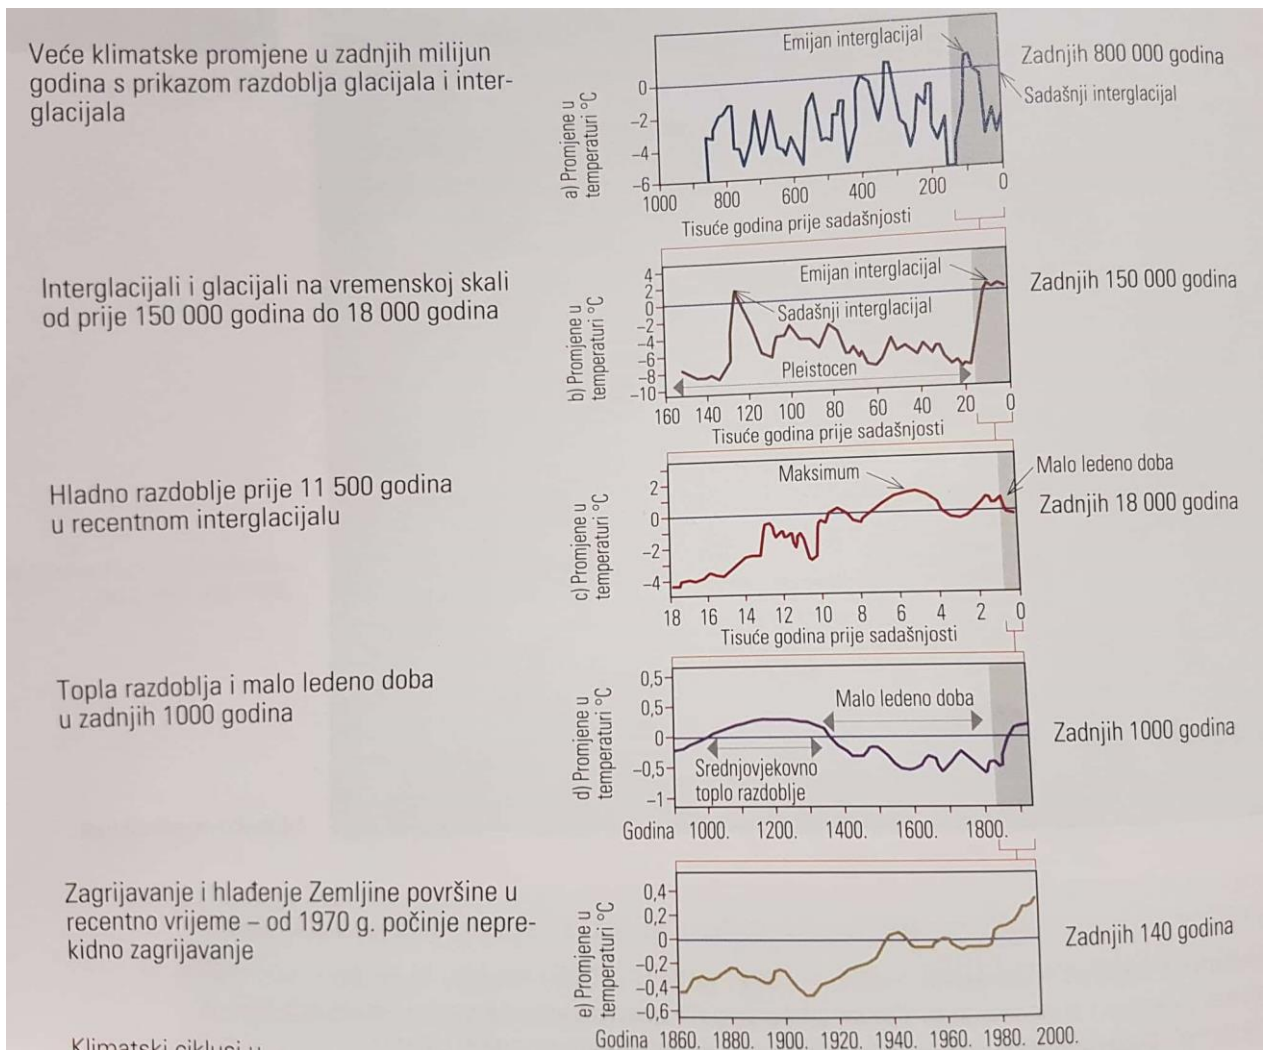 Veće klimatske promjene u zadnjih milijun
godina s prikazom razdoblja glacijala i inter-
glacijala
a) Promjene u
temperaturi °C
0
−2
−4
−6
Emijan interglacijal
Zadnjih 800 000 godina
Sadašnji interglacijal
1000 800 600 400 200 0
Tisuće godina prije sadašnjosti
Interglacijali i glacijali na vremenskoj skali
od prije 150 000 godina do 18 000 godina
b) Promjene u
temperaturi °C
4
2
0
−2
−4
−6
−8
−10
Emijan interglacijal
Sadašnji interglacijal
Pleistocen
Zadnjih 150 000 godina
160 140 120 100 80 60 40 20 0
Tisuće godina prije sadašnjosti
Hladno razdoblje prije 11 500 godina
u recentnom interglacijalu
c) Promjene u
temperaturi °C
2
0
−2
−4
Maksimum
Malo ledeno doba
Zadnjih 18 000 godina
18 16 14 12 10 8 6 4 2 0
Tisuće godina prije sadašnjosti
Topla razdoblja i malo ledeno doba
u zadnjih 1000 godina
d) Promjene u
temperaturi °C
0,5
0,5
0
−0,5
−1
Malo ledeno doba
Srednjovjekovno
toplo razdoblje
Zadnjih 1000 godina
Godina 1000. 1200. 1400. 1600. 1800.
Zagrijavanje i hlađenje Zemljine površine u
recentno vrijeme – od 1970 g. počinje nepre-
kidno zagrijavanje
e) Promjene u
temperaturi °C
0,4
0,2
0
−0,2
−0,4
−0,6
Zadnjih 140 godina
Godina 1860. 1880. 1900. 1920. 1940. 1960. 1980. 2000.
Klimatski ciklusi u